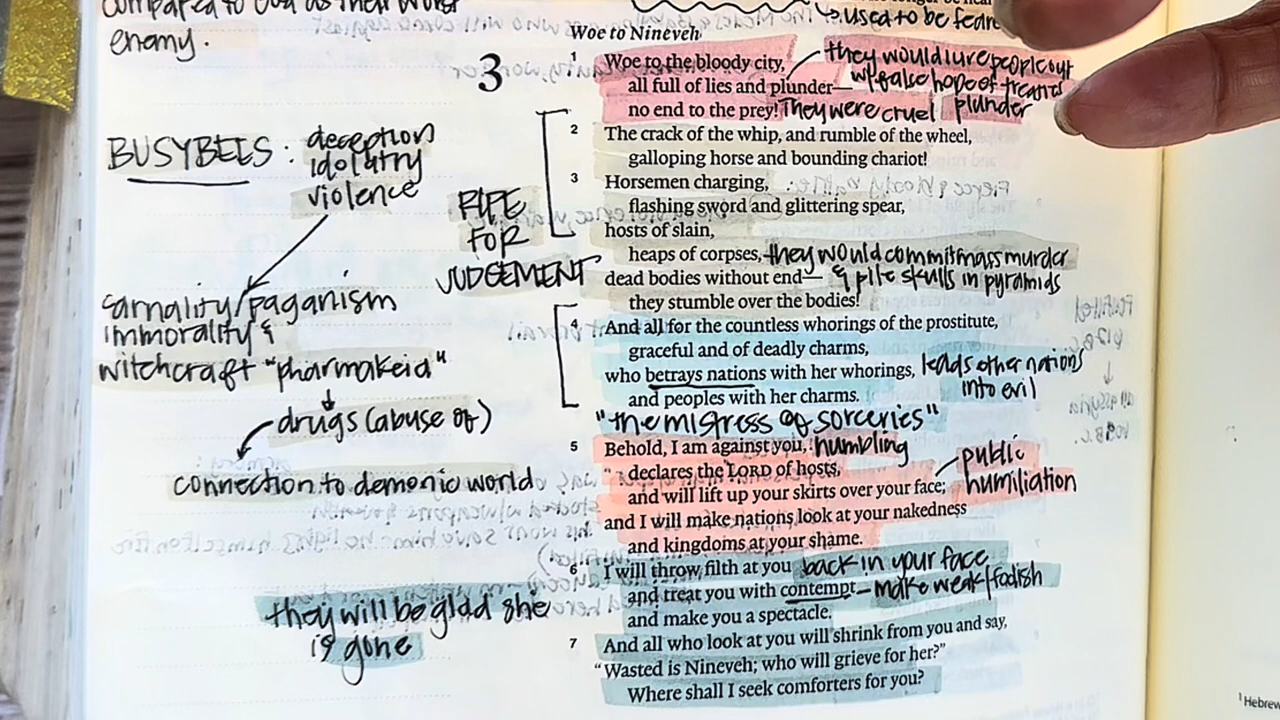 compared to God as their worst
enemy.
used to be feare
Woe to Nineveh
3
1 Woe to the bloody city,
all full of lies and plunder—
no end to the prey!
they would lure people out
w/ false hope of treaties
They were cruel plunder
BUSYBEES: deception
idolatry
violence
carnality/paganism
immorality &
witchcraft "pharmakeia"
drugs (abuse of)
connection to demonic world
RIPE
FOR
JUDGEMENT
2 The crack of the whip, and rumble of the wheel,
galloping horse and bounding chariot!
3 Horsemen charging,
flashing sword and glittering spear,
hosts of slain,
heaps of corpses, they would commit mass murder
dead bodies without end— & pile skulls in pyramids
they stumble over the bodies!
4 And all for the countless whorings of the prostitute,
graceful and of deadly charms,
who betrays nations with her whorings, leads other nations
and peoples with her charms. into evil
"the mistress of sorceries"
5 Behold, I am against you, humbling
declares the LORD of hosts,
and will lift up your skirts over your face; public
humiliation
and I will make nations look at your nakedness
and kingdoms at your shame.
6 I will throw filth at you back in your face
and treat you with contempt – make weak/foolish
and make you a spectacle.
7 And all who look at you will shrink from you and say,
"Wasted is Nineveh; who will grieve for her?"
Where shall I seek comforters for you?
they will be glad she
is gone
1 Hebrew